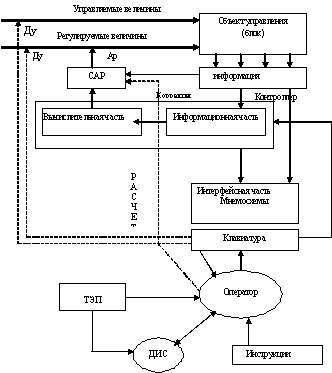 Управляемые величины
Ду
Объект управления
(блок)
Регулируемые величины
Ду
Ар
САР
информация
Контроллер
Вычислительная часть
Информационная часть
Р
А
С
Ч
Е
Т
Интерфейсная часть
Мнемосхемы
Клавиатура
Оператор
ТЭП
ДИС
Инструкции